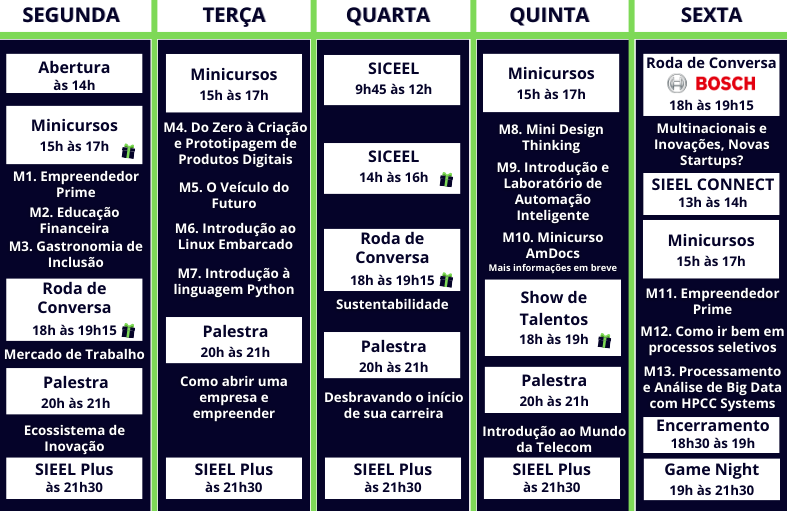 SEGUNDA
Abertura
às 14h
Minicursos
15h às 17h
M1. Empreendedor
Prime
M2. Educação
Financeira
M3. Gastronomia de
Inclusão
Roda de
Conversa
18h às 19h15
Mercado de Trabalho
Palestra
20h às 21h
Ecossistema de
Inovação
SIEEL Plus
às 21h30
TERÇA
Minicursos
15h às 17h
M4. Do Zero à Criação
e Prototipagem de
Produtos Digitais
M5. O Veículo do
Futuro
M6. Introdução ao
Linux Embarcado
M7. Introdução à
linguagem Python
Palestra
20h às 21h
Como abrir uma
empresa e
empreender
SIEEL Plus
às 21h30
QUARTA
SICEEL
9h45 às 12h
SICEEL
14h às 16h
Roda de
Conversa
18h às 19h15
Sustentabilidade
Palestra
20h às 21h
Desbravando o início
de sua carreira
SIEEL Plus
às 21h30
QUINTA
Minicursos
15h às 17h
M8. Mini Design
Thinking
M9. Introdução e
Laboratório de
Automação
Inteligente
M10. Minicurso
AmDocs
Mais informações em breve
Show de
Talentos
18h às 19h
Palestra
20h às 21h
Introdução ao Mundo
da Telecom
SIEEL Plus
às 21h30
SEXTA
Roda de Conversa
BOSCH
18h às 19h15
Multinacionais e
Inovações, Novas
Startups?
SIEEL CONNECT
13h às 14h
Minicursos
15h às 17h
M11. Empreendedor
Prime
M12. Como ir bem em
processos seletivos
M13. Processamento
e Análise de Big Data
com HPCC Systems
Encerramento
18h30 às 19h
Game Night
19h às 21h30